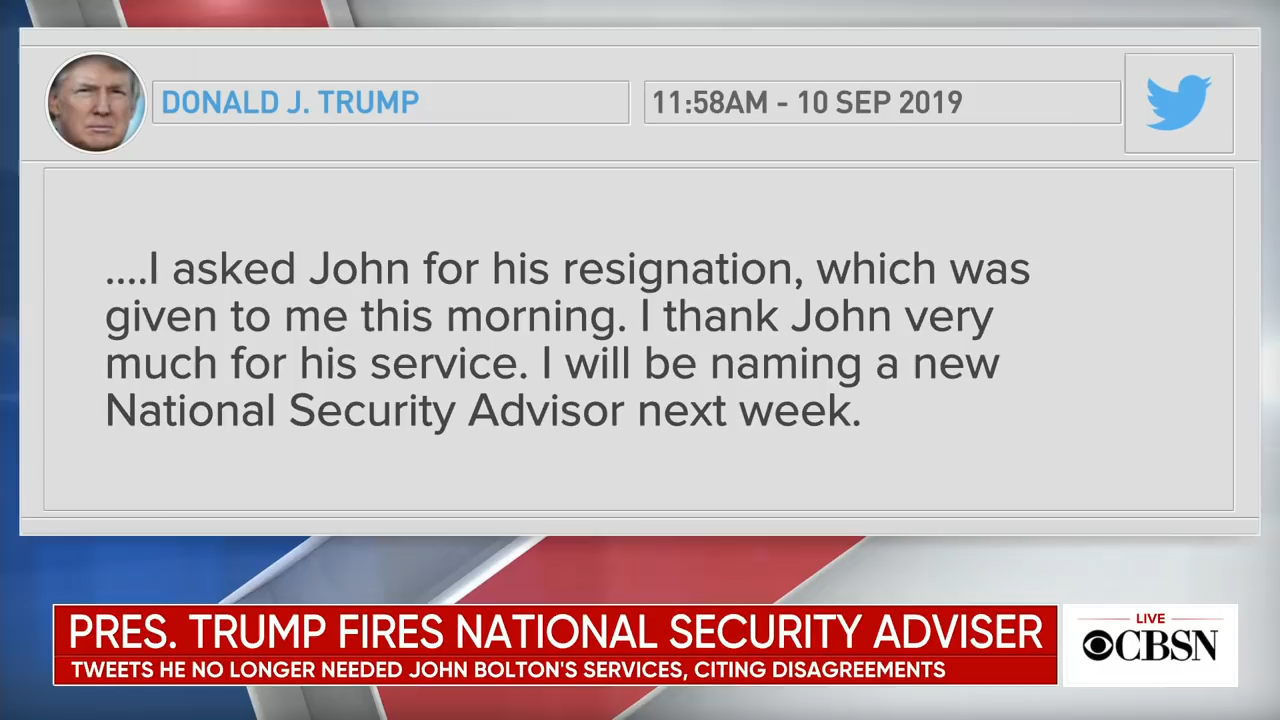 DONALD J. TRUMP
11:58AM - 10 SEP 2019
....I asked John for his resignation, which was
given to me this morning. I thank John very
much for his service. I will be naming a new
National Security Advisor next week.
PRES. TRUMP FIRES NATIONAL SECURITY ADVISER
TWEETS HE NO LONGER NEEDED JOHN BOLTON'S SERVICES, CITING DISAGREEMENTS
LIVE
CBSN